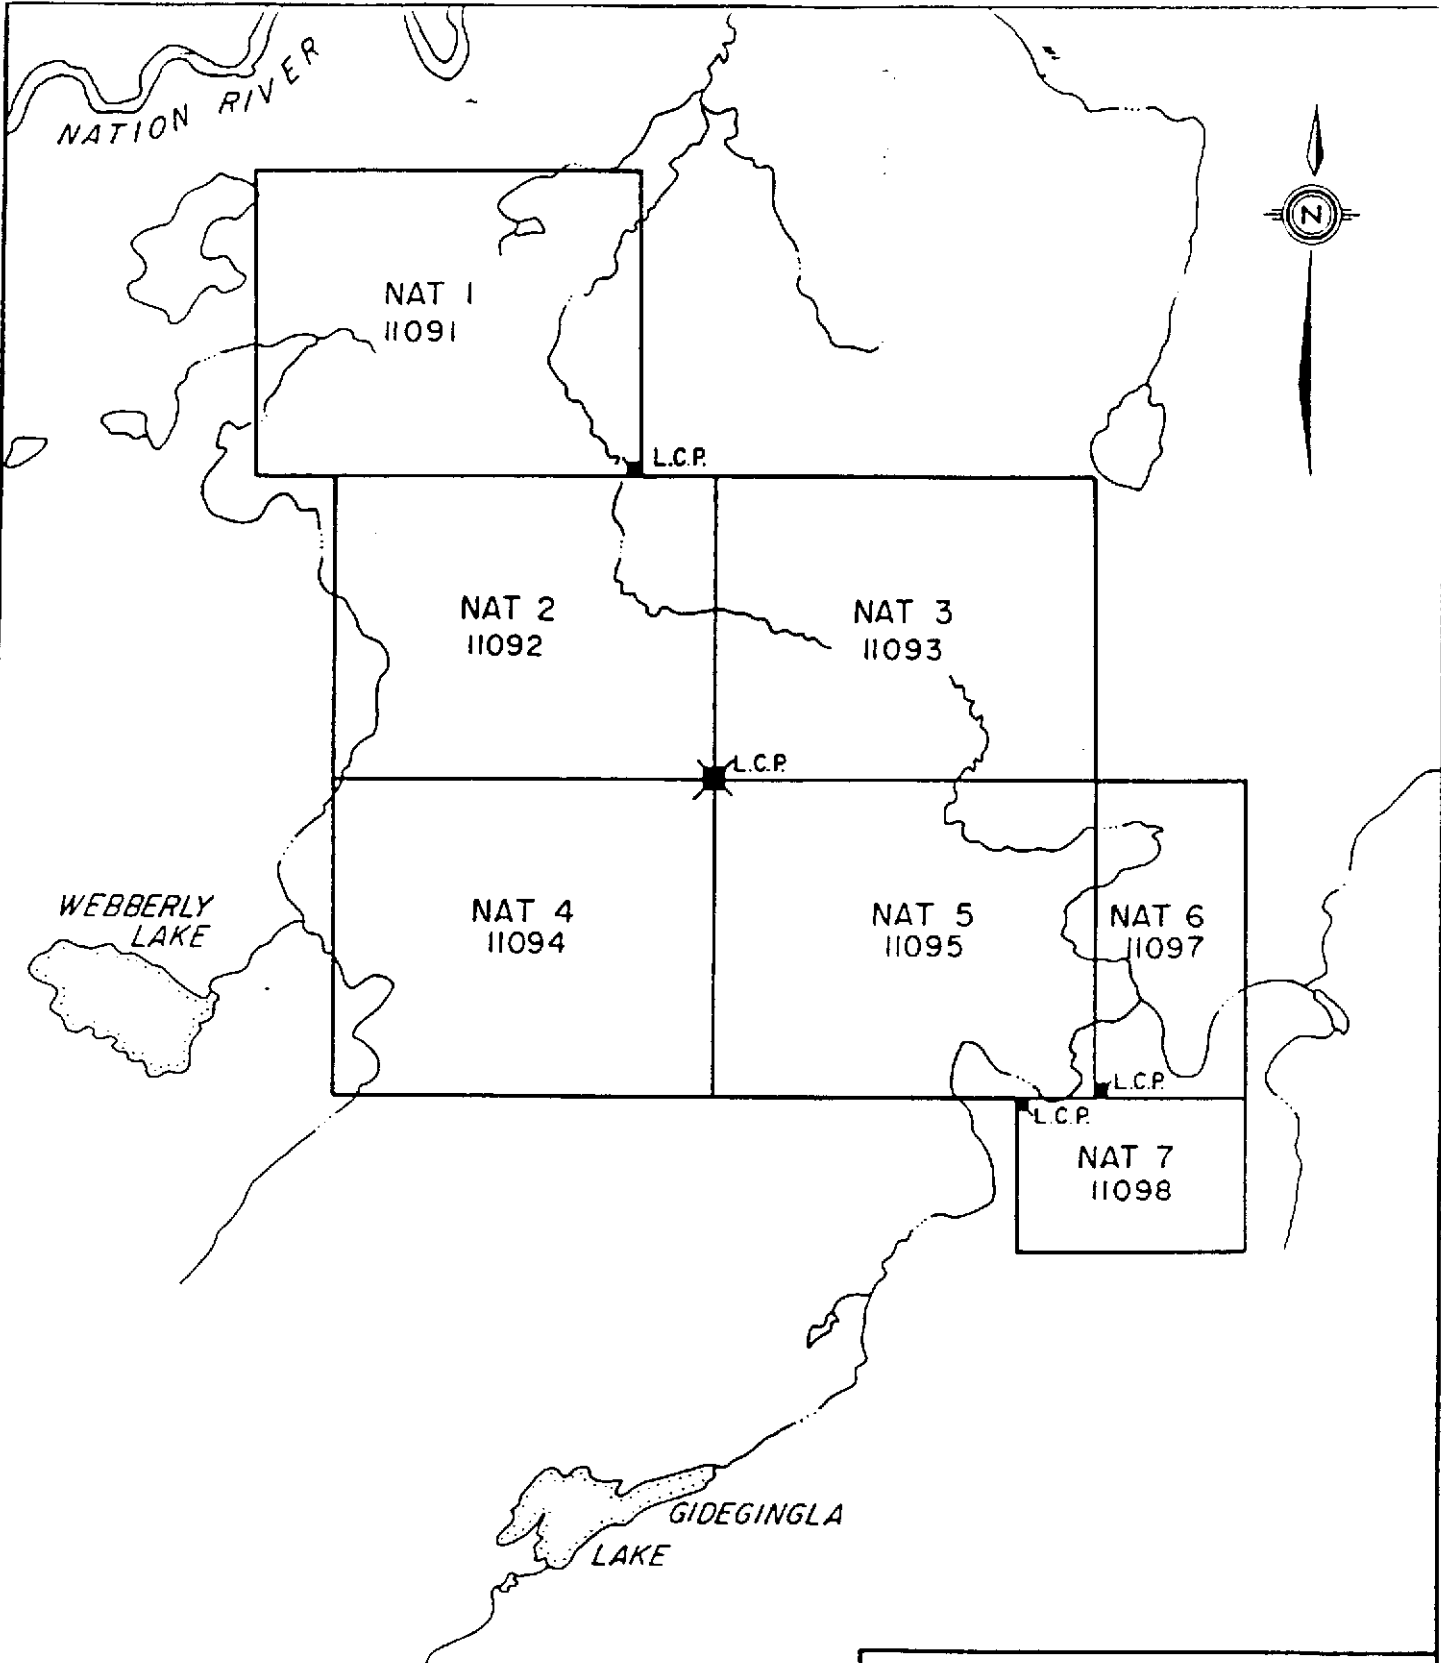 NATION RIVER
N
NAT 1
11091
L.C.P.
NAT 2
11092
NAT 3
11093
L.C.P.
WEBBERLY
LAKE
NAT 4
11094
NAT 5
11095
NAT 6
11097
L.C.P.
L.C.P.
NAT 7
11098
GIDEGINGLA
LAKE